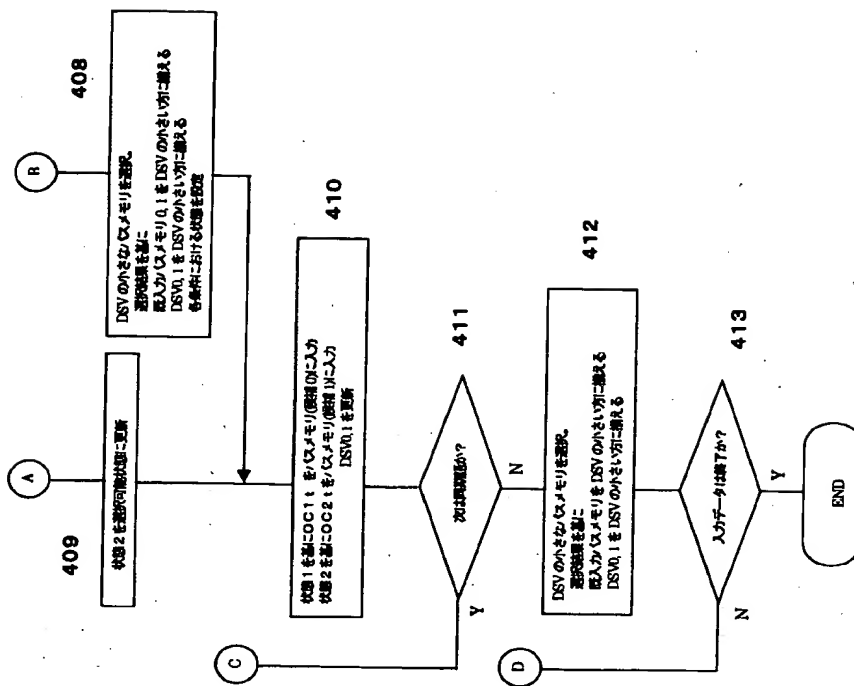 A
B
409
状態2を選択可能状態に更新
408
DSVの小さなパスメモリを選択。
選択結果を基に
既入力パスメモリ0,1をDSVの小さい方に揃える
DSV0,1をDSVの小さい方に揃える
各条件における状態を設定
410
状態1を基にOC1tをパスメモリ(候補0)に入力
状態2を基にOC2tをパスメモリ(候補1)に入力
DSV0,1を更新
C
411
次は
か?
Y
N
412
DSVの小さなパスメモリを選択。
選択結果を基に
既入力パスメモリをDSVの小さい方に揃える
DSV0,1をDSVの小さい方に揃える
D
413
入力データは終了か?
N
Y
END